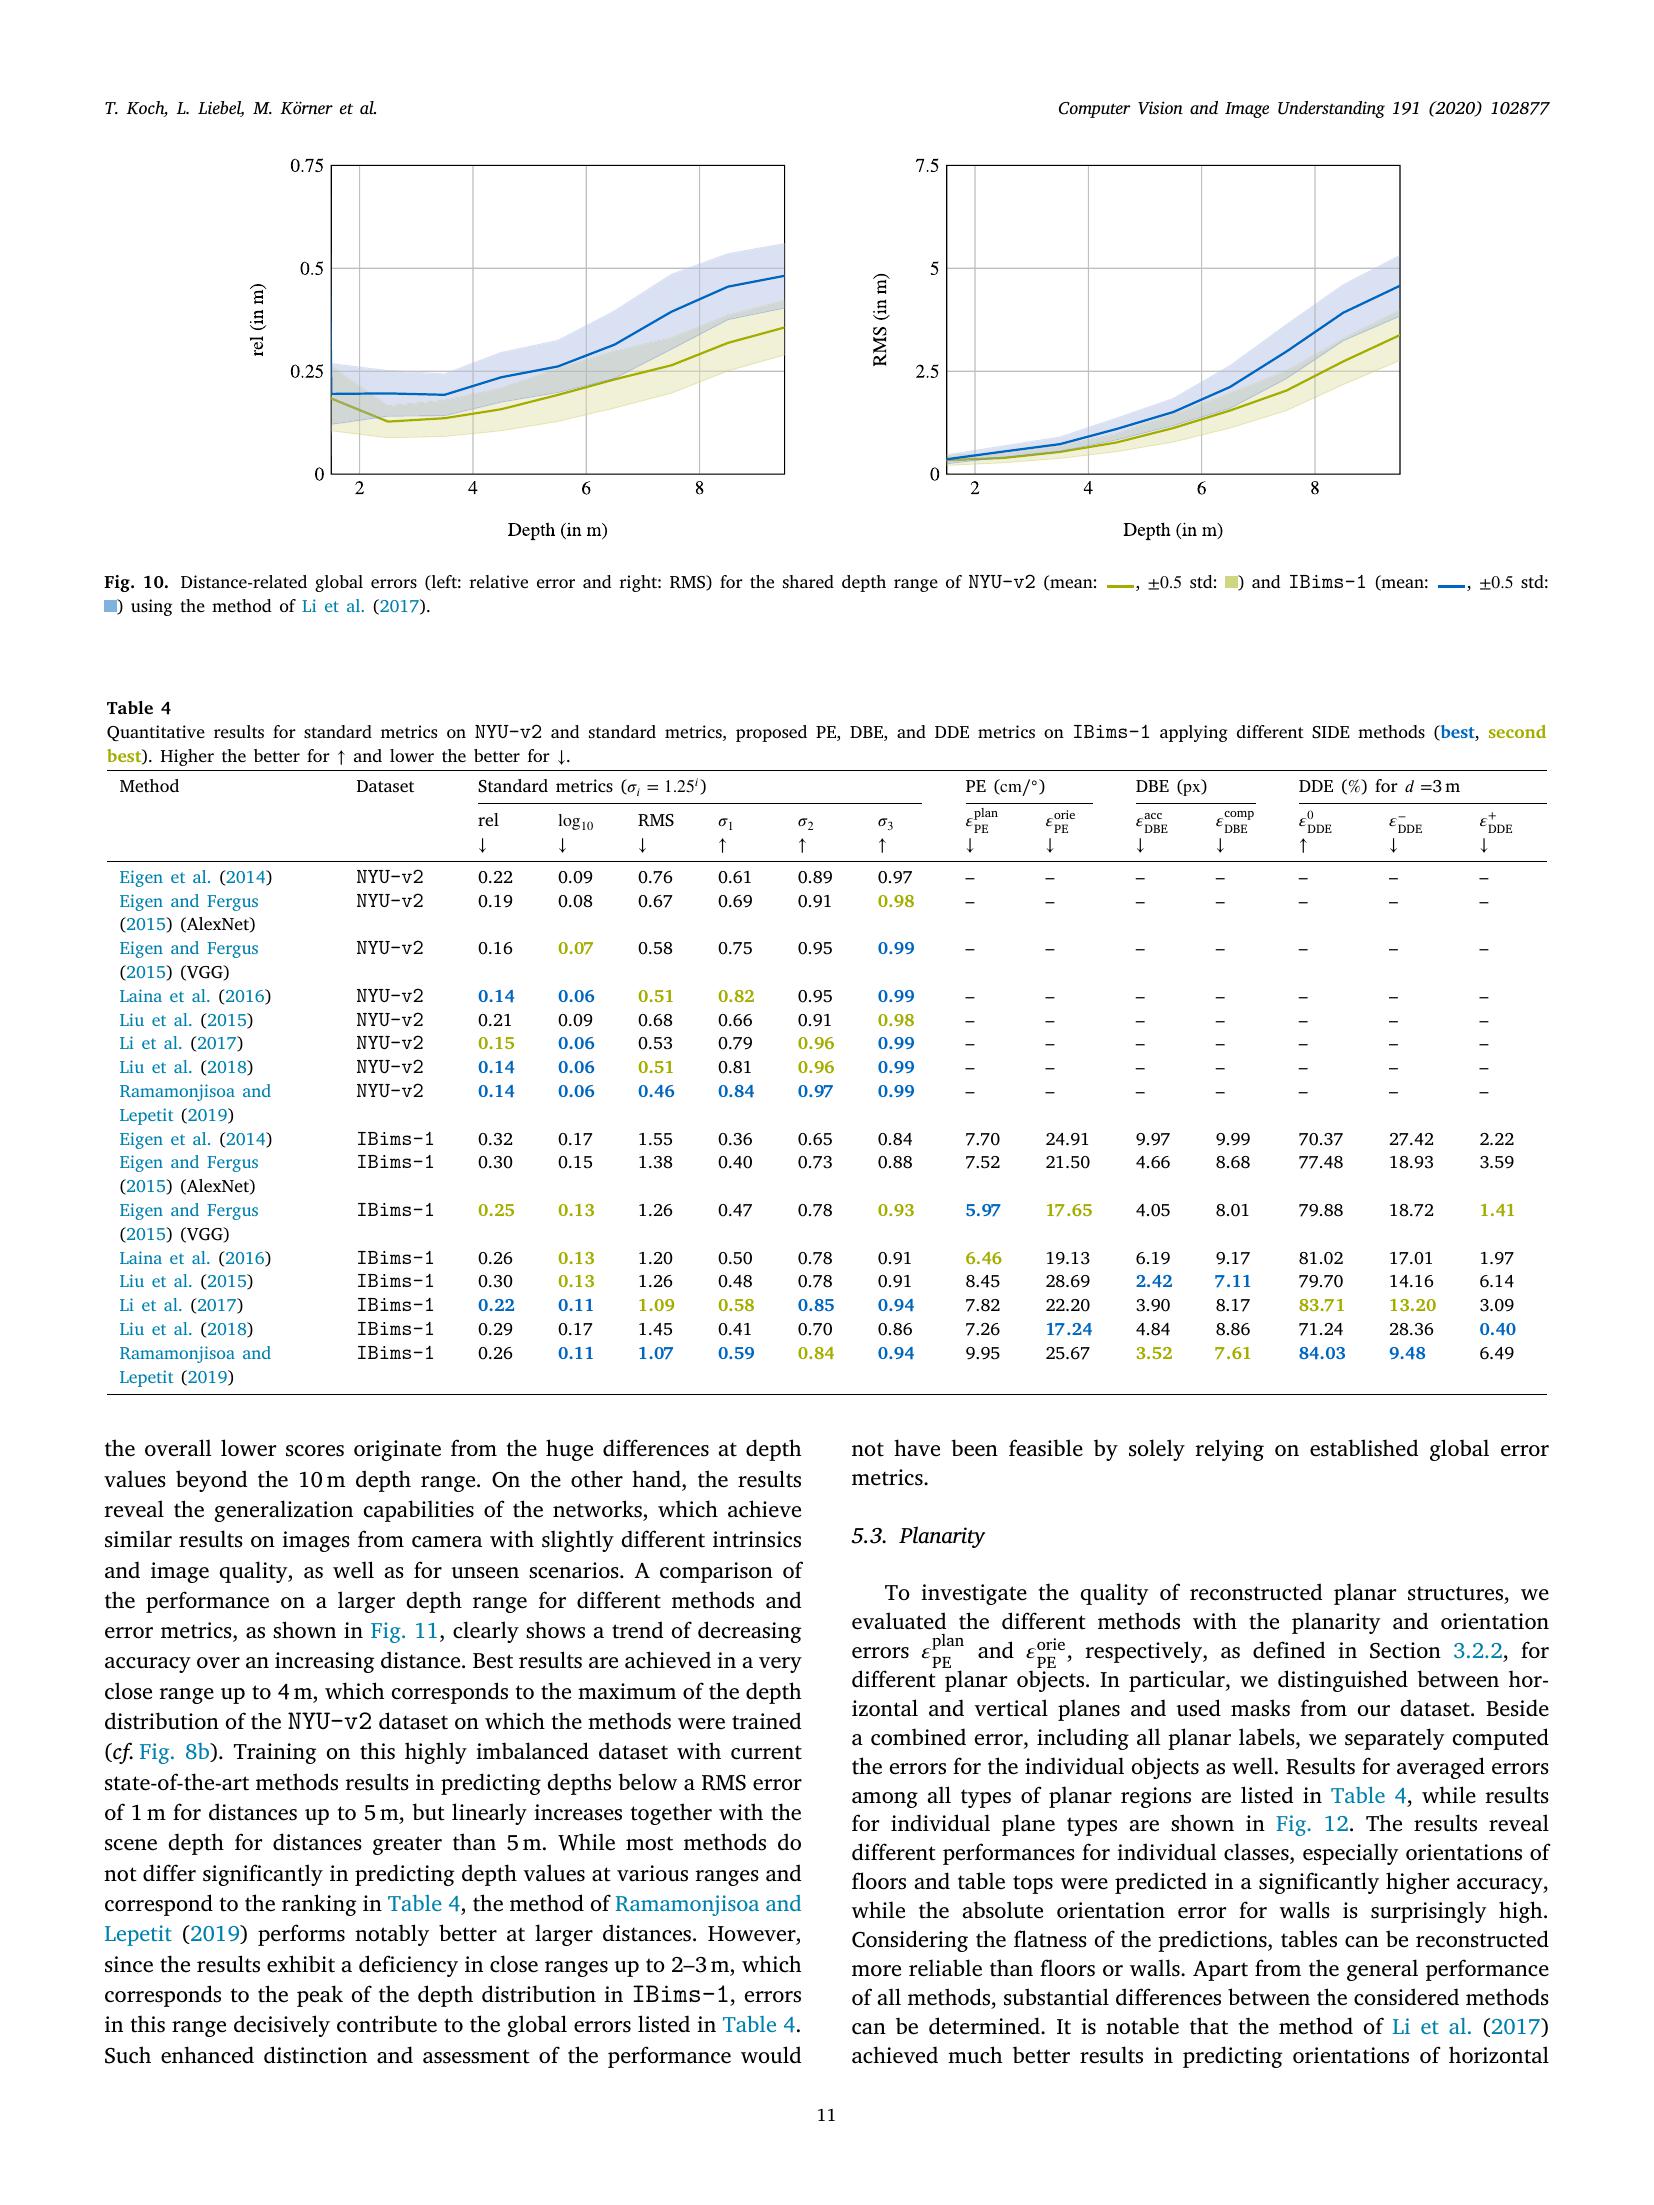 T. Koch, L. Liebel, M. Körner et al.
Computer Vision and Image Understanding 191 (2020) 102877
0.75
0.5
0.25
0
rel (in m)
2 4 6 8
Depth (in m)
7.5
5
2.5
0
RMS (in m)
2 4 6 8
Depth (in m)
Fig. 10. Distance-related global errors (left: relative error and right: RMS) for the shared depth range of NYU-v2 (mean: , ±0.5 std: ) and IBims-1 (mean: , ±0.5 std:
) using the method of Li et al. (2017).
Table 4
Quantitative results for standard metrics on NYU-v2 and standard metrics, proposed PE, DBE, and DDE metrics on IBims-1 applying different SIDE methods (best, second
best). Higher the better for ↑ and lower the better for ↓.
Method Dataset Standard metrics (σᵢ = 1.25ⁱ) PE (cm/°) DBE (px) DDE (%) for d =3 m
rel log₁₀ RMS σ₁ σ₂ σ₃ ε_PE^plan ε_PE^orie ε_DBE^acc ε_DBE^comp ε_DDE^0 ε_DDE^− ε_DDE^+
↓ ↓ ↓ ↑ ↑ ↑ ↓ ↓ ↓ ↓ ↑ ↓ ↓
Eigen et al. (2014) NYU-v2 0.22 0.09 0.76 0.61 0.89 0.97 – – – – – – –
Eigen and Fergus NYU-v2 0.19 0.08 0.67 0.69 0.91 0.98 – – – – – – –
(2015) (AlexNet)
Eigen and Fergus NYU-v2 0.16 0.07 0.58 0.75 0.95 0.99 – – – – – – –
(2015) (VGG)
Laina et al. (2016) NYU-v2 0.14 0.06 0.51 0.82 0.95 0.99 – – – – – – –
Liu et al. (2015) NYU-v2 0.21 0.09 0.68 0.66 0.91 0.98 – – – – – – –
Li et al. (2017) NYU-v2 0.15 0.06 0.53 0.79 0.96 0.99 – – – – – – –
Liu et al. (2018) NYU-v2 0.14 0.06 0.51 0.81 0.96 0.99 – – – – – – –
Ramamonjisoa and NYU-v2 0.14 0.06 0.46 0.84 0.97 0.99 – – – – – – –
Lepetit (2019)
Eigen et al. (2014) IBims-1 0.32 0.17 1.55 0.36 0.65 0.84 7.70 24.91 9.97 9.99 70.37 27.42 2.22
Eigen and Fergus IBims-1 0.30 0.15 1.38 0.40 0.73 0.88 7.52 21.50 4.66 8.68 77.48 18.93 3.59
(2015) (AlexNet)
Eigen and Fergus IBims-1 0.25 0.13 1.26 0.47 0.78 0.93 5.97 17.65 4.05 8.01 79.88 18.72 1.41
(2015) (VGG)
Laina et al. (2016) IBims-1 0.26 0.13 1.20 0.50 0.78 0.91 6.46 19.13 6.19 9.17 81.02 17.01 1.97
Liu et al. (2015) IBims-1 0.30 0.13 1.26 0.48 0.78 0.91 8.45 28.69 2.42 7.11 79.70 14.16 6.14
Li et al. (2017) IBims-1 0.22 0.11 1.09 0.58 0.85 0.94 7.82 22.20 3.90 8.17 83.71 13.20 3.09
Liu et al. (2018) IBims-1 0.29 0.17 1.45 0.41 0.70 0.86 7.26 17.24 4.84 8.86 71.24 28.36 0.40
Ramamonjisoa and IBims-1 0.26 0.11 1.07 0.59 0.84 0.94 9.95 25.67 3.52 7.61 84.03 9.48 6.49
Lepetit (2019)
the overall lower scores originate from the huge differences at depth
values beyond the 10 m depth range. On the other hand, the results
reveal the generalization capabilities of the networks, which achieve
similar results on images from camera with slightly different intrinsics
and image quality, as well as for unseen scenarios. A comparison of
the performance on a larger depth range for different methods and
error metrics, as shown in Fig. 11, clearly shows a trend of decreasing
accuracy over an increasing distance. Best results are achieved in a very
close range up to 4 m, which corresponds to the maximum of the depth
distribution of the NYU-v2 dataset on which the methods were trained
(cf. Fig. 8b). Training on this highly imbalanced dataset with current
state-of-the-art methods results in predicting depths below a RMS error
of 1 m for distances up to 5 m, but linearly increases together with the
scene depth for distances greater than 5 m. While most methods do
not differ significantly in predicting depth values at various ranges and
correspond to the ranking in Table 4, the method of Ramamonjisoa and
Lepetit (2019) performs notably better at larger distances. However,
since the results exhibit a deficiency in close ranges up to 2–3 m, which
corresponds to the peak of the depth distribution in IBims-1, errors
in this range decisively contribute to the global errors listed in Table 4.
Such enhanced distinction and assessment of the performance would
not have been feasible by solely relying on established global error
metrics.
5.3. Planarity
To investigate the quality of reconstructed planar structures, we
evaluated the different methods with the planarity and orientation
errors ε_PE^plan and ε_PE^orie, respectively, as defined in Section 3.2.2, for
different planar objects. In particular, we distinguished between hor-
izontal and vertical planes and used masks from our dataset. Beside
a combined error, including all planar labels, we separately computed
the errors for the individual objects as well. Results for averaged errors
among all types of planar regions are listed in Table 4, while results
for individual plane types are shown in Fig. 12. The results reveal
different performances for individual classes, especially orientations of
floors and table tops were predicted in a significantly higher accuracy,
while the absolute orientation error for walls is surprisingly high.
Considering the flatness of the predictions, tables can be reconstructed
more reliable than floors or walls. Apart from the general performance
of all methods, substantial differences between the considered methods
can be determined. It is notable that the method of Li et al. (2017)
achieved much better results in predicting orientations of horizontal
11